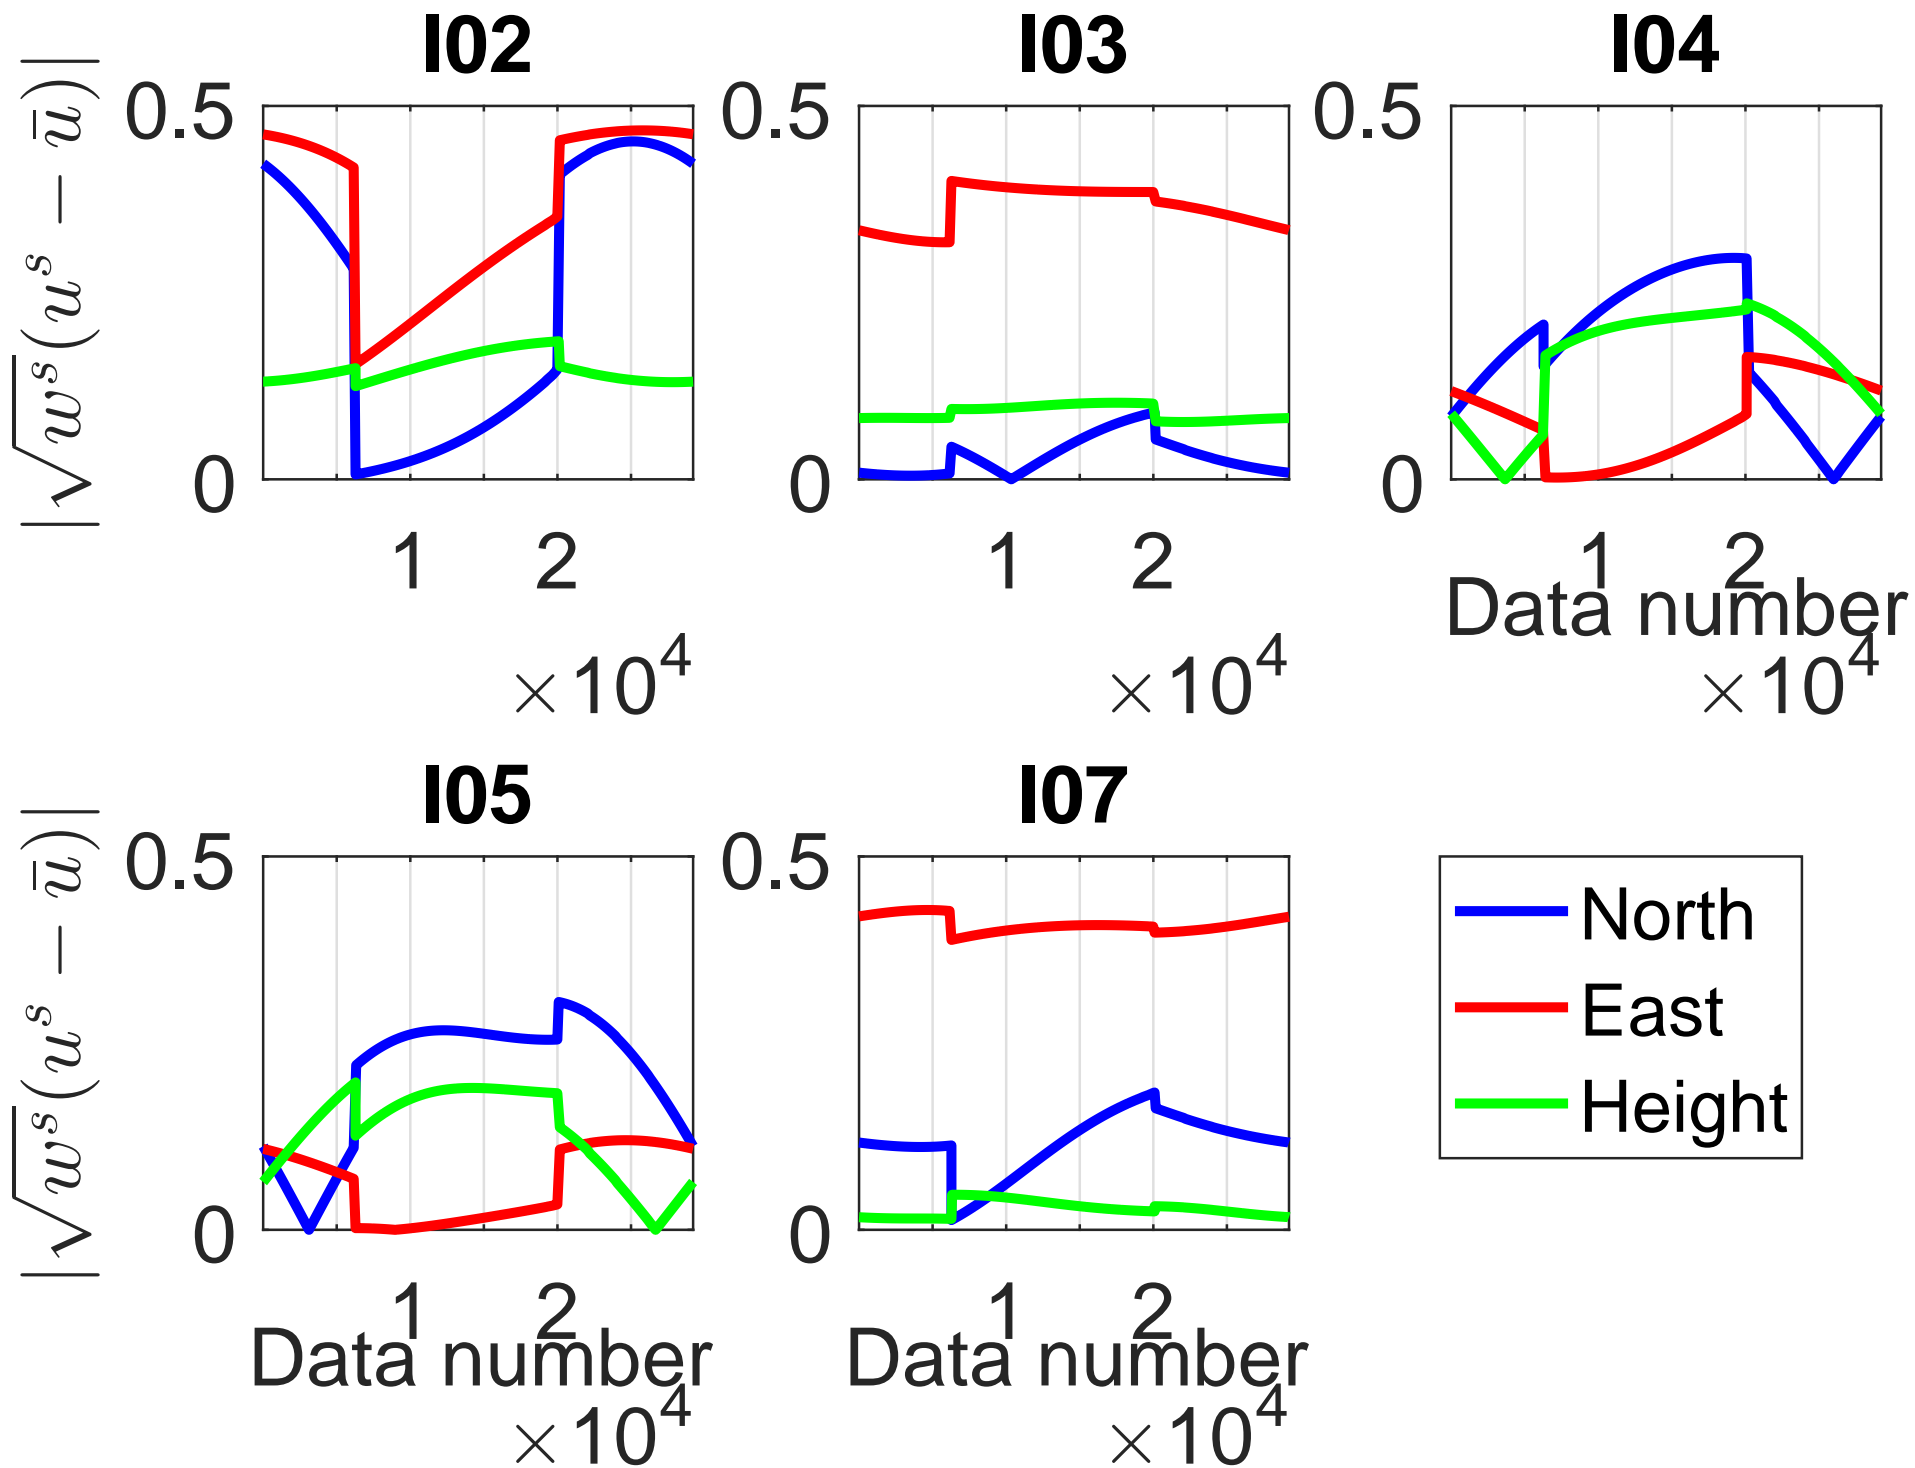 I02
I03
I04
|√w^s(u^s − ū)|
0.5
0
1 2
×10^4
0.5
0
1 2
×10^4
0.5
0
1 2
Data number
×10^4
I05
I07
|√w^s(u^s − ū)|
0.5
0
1 2
Data number
×10^4
0.5
0
1 2
Data number
×10^4
North
East
Height